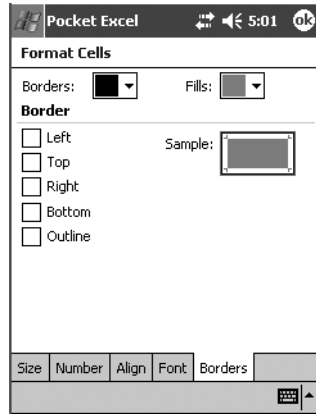 Pocket Excel 5:01 ok
Format Cells
Borders: Fills:
Border
Left
Sample:
Top
Right
Bottom
Outline
Size Number Align Font Borders